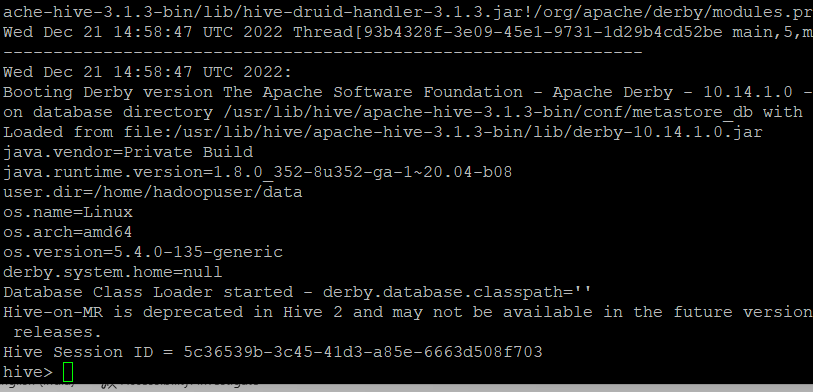 ache-hive-3.1.3-bin/lib/hive-druid-handler-3.1.3.jar!/org/apache/derby/modules.pr
Wed Dec 21 14:58:47 UTC 2022 Thread[93b4328f-3e09-45e1-9731-1d29b4cd52be main,5,m
----------------------------------------------------------------
Wed Dec 21 14:58:47 UTC 2022:
Booting Derby version The Apache Software Foundation - Apache Derby - 10.14.1.0 -
on database directory /usr/lib/hive/apache-hive-3.1.3-bin/conf/metastore_db with
Loaded from file:/usr/lib/hive/apache-hive-3.1.3-bin/lib/derby-10.14.1.0.jar
java.vendor=Private Build
java.runtime.version=1.8.0_352-8u352-ga-1~20.04-b08
user.dir=/home/hadoopuser/data
os.name=Linux
os.arch=amd64
os.version=5.4.0-135-generic
derby.system.home=null
Database Class Loader started - derby.database.classpath=''
Hive-on-MR is deprecated in Hive 2 and may not be available in the future version
 releases.
Hive Session ID = 5c36539b-3c45-41d3-a85e-6663d508f703
hive>